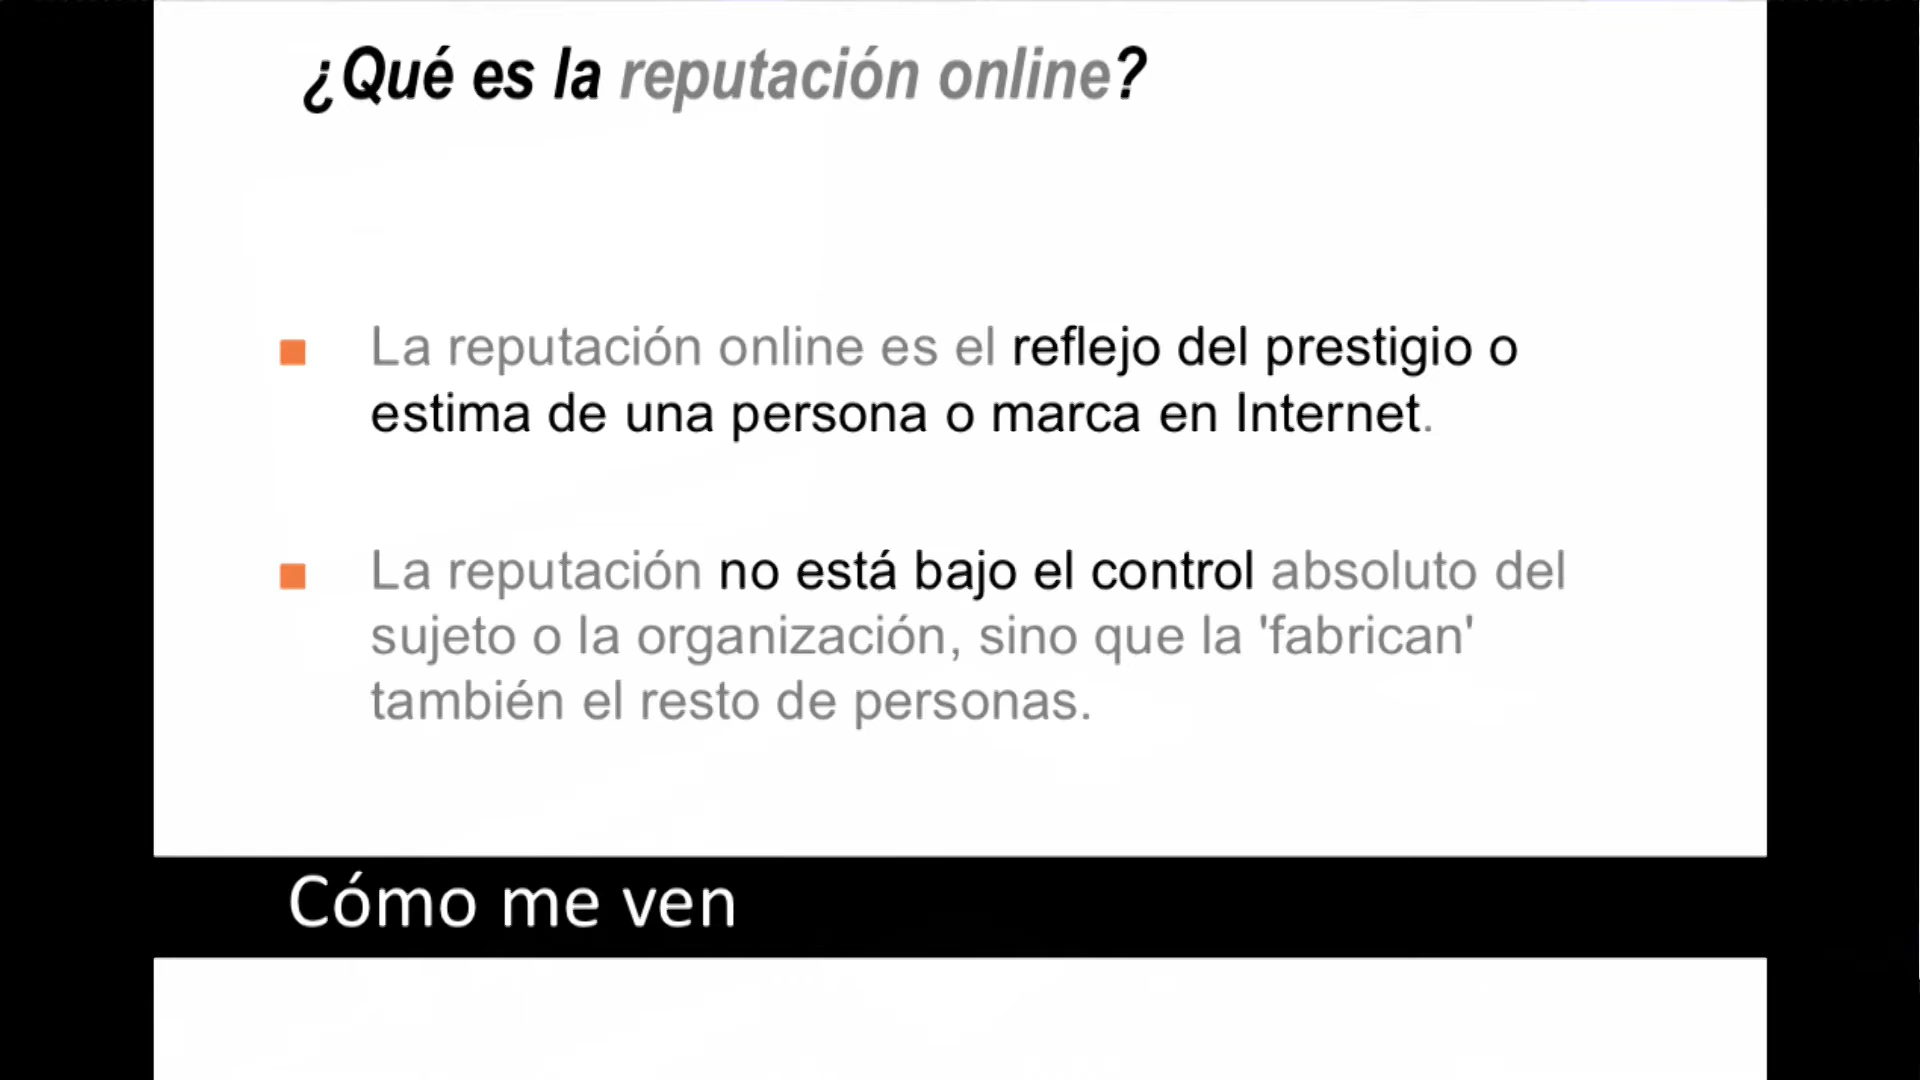 ¿Qué es la reputación online?
La reputación online es el reflejo del prestigio o
estima de una persona o marca en Internet.
La reputación no está bajo el control absoluto del
sujeto o la organización, sino que la 'fabrican'
también el resto de personas.
Cómo me ven